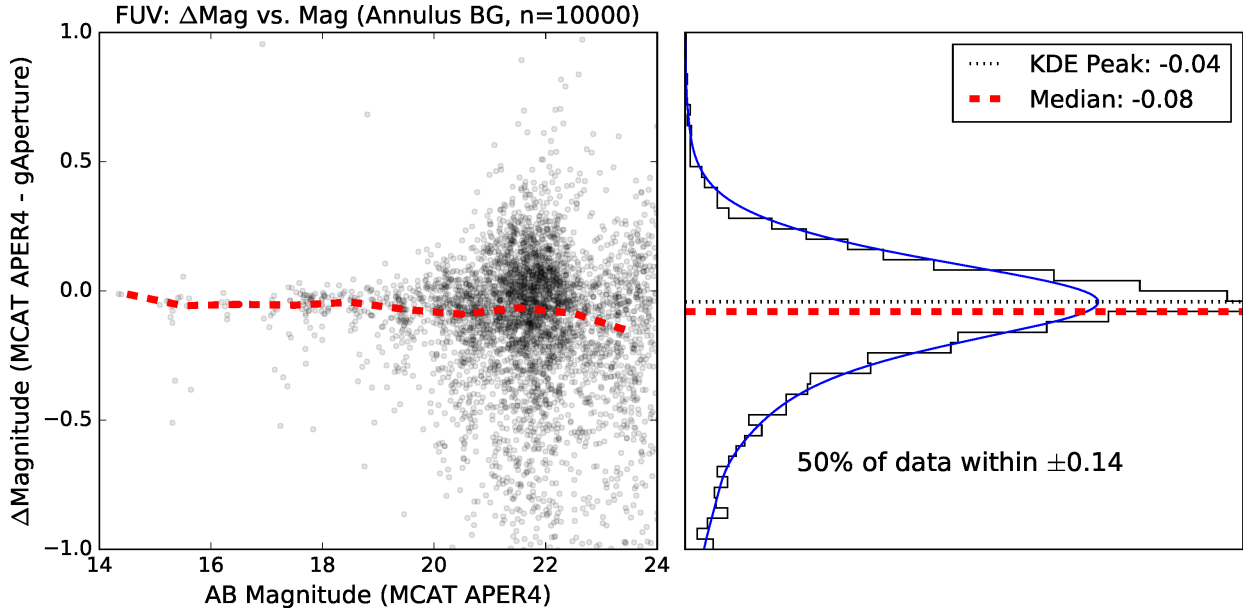 FUV: ΔMag vs. Mag (Annulus BG, n=10000)
ΔMagnitude (MCAT APER4 - gAperture)
1.0
0.5
0.0
−0.5
−1.0
14
16
18
20
22
24
AB Magnitude (MCAT APER4)
KDE Peak: -0.04
Median: -0.08
50% of data within ±0.14